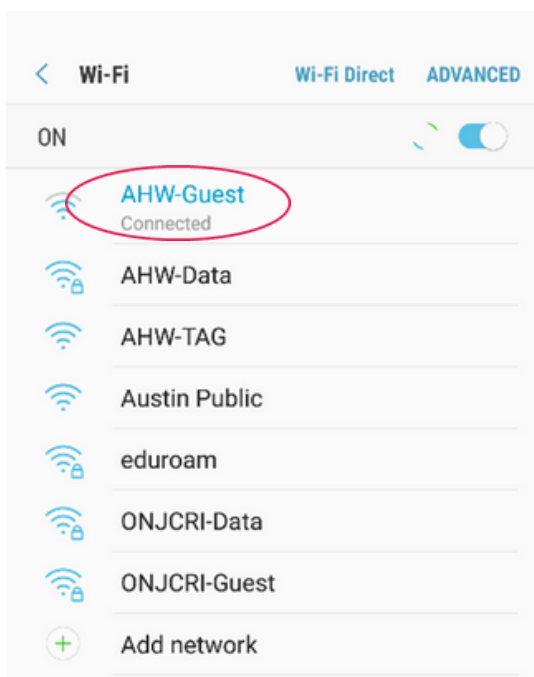 Wi-Fi Wi-Fi Direct ADVANCED
ON
AHW-Guest
Connected
AHW-Data
AHW-TAG
Austin Public
eduroam
ONJCRI-Data
ONJCRI-Guest
Add network